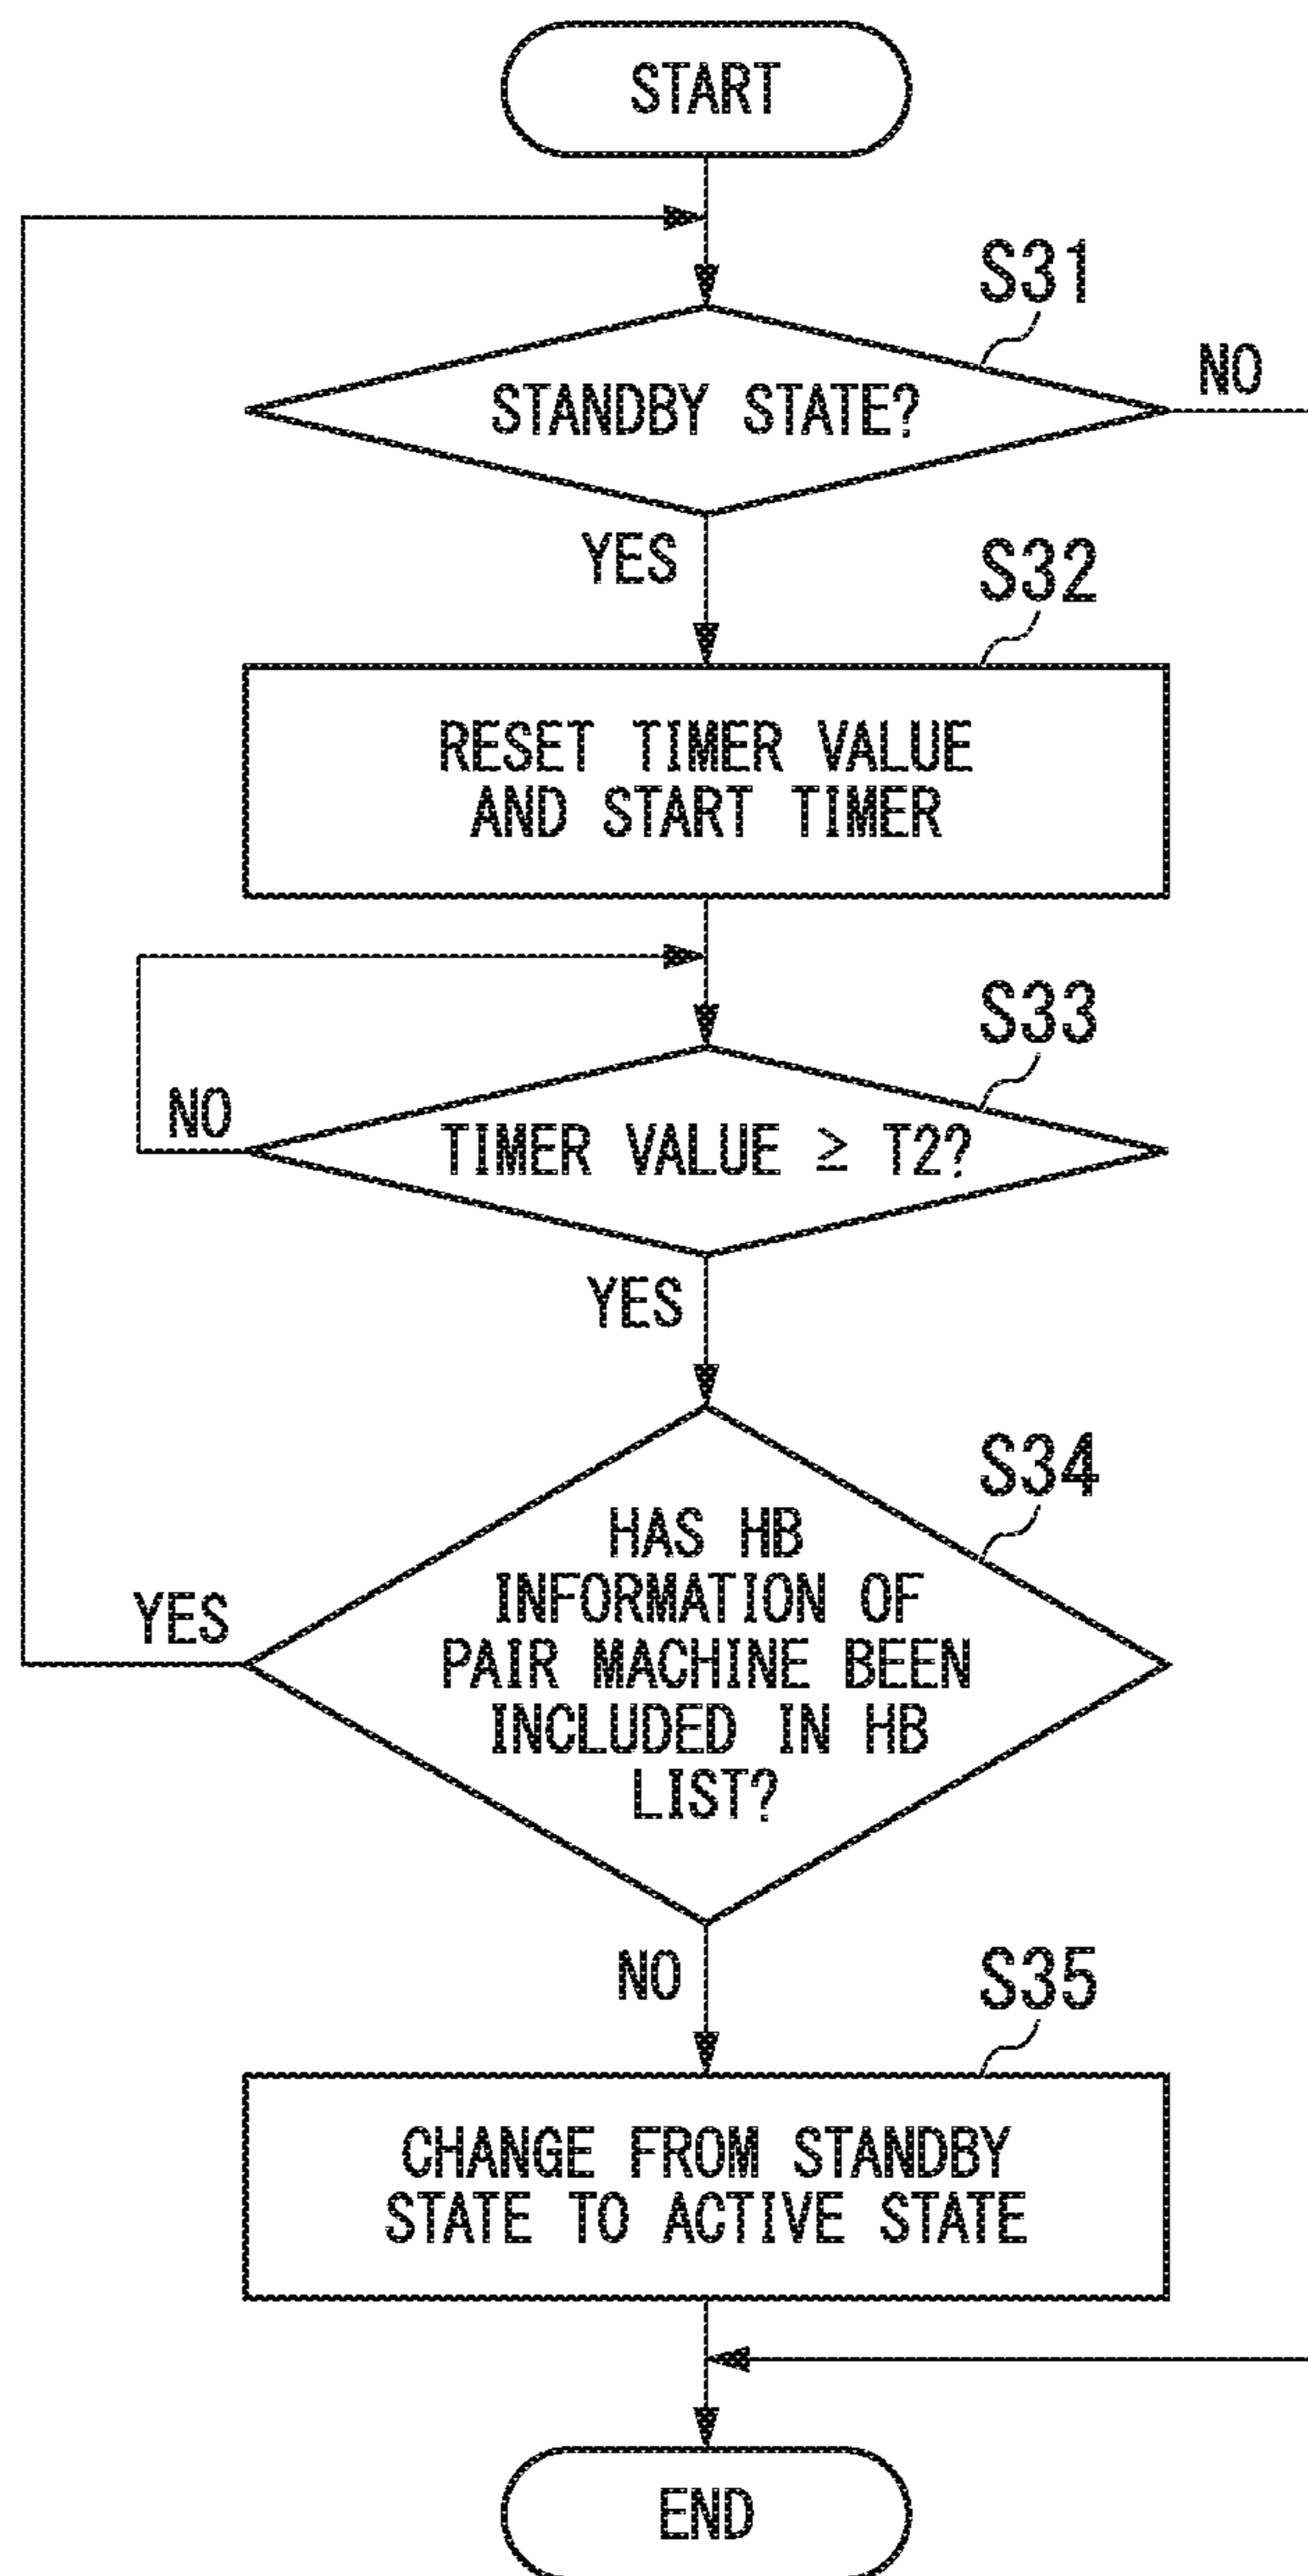 START
S31
STANDBY STATE?
NO
YES
S32
RESET TIMER VALUE
AND START TIMER
S33
NO
TIMER VALUE ≥ T2?
YES
S34
HAS HB
INFORMATION OF
PAIR MACHINE BEEN
INCLUDED IN HB
LIST?
YES
NO
S35
CHANGE FROM STANDBY
STATE TO ACTIVE STATE
END